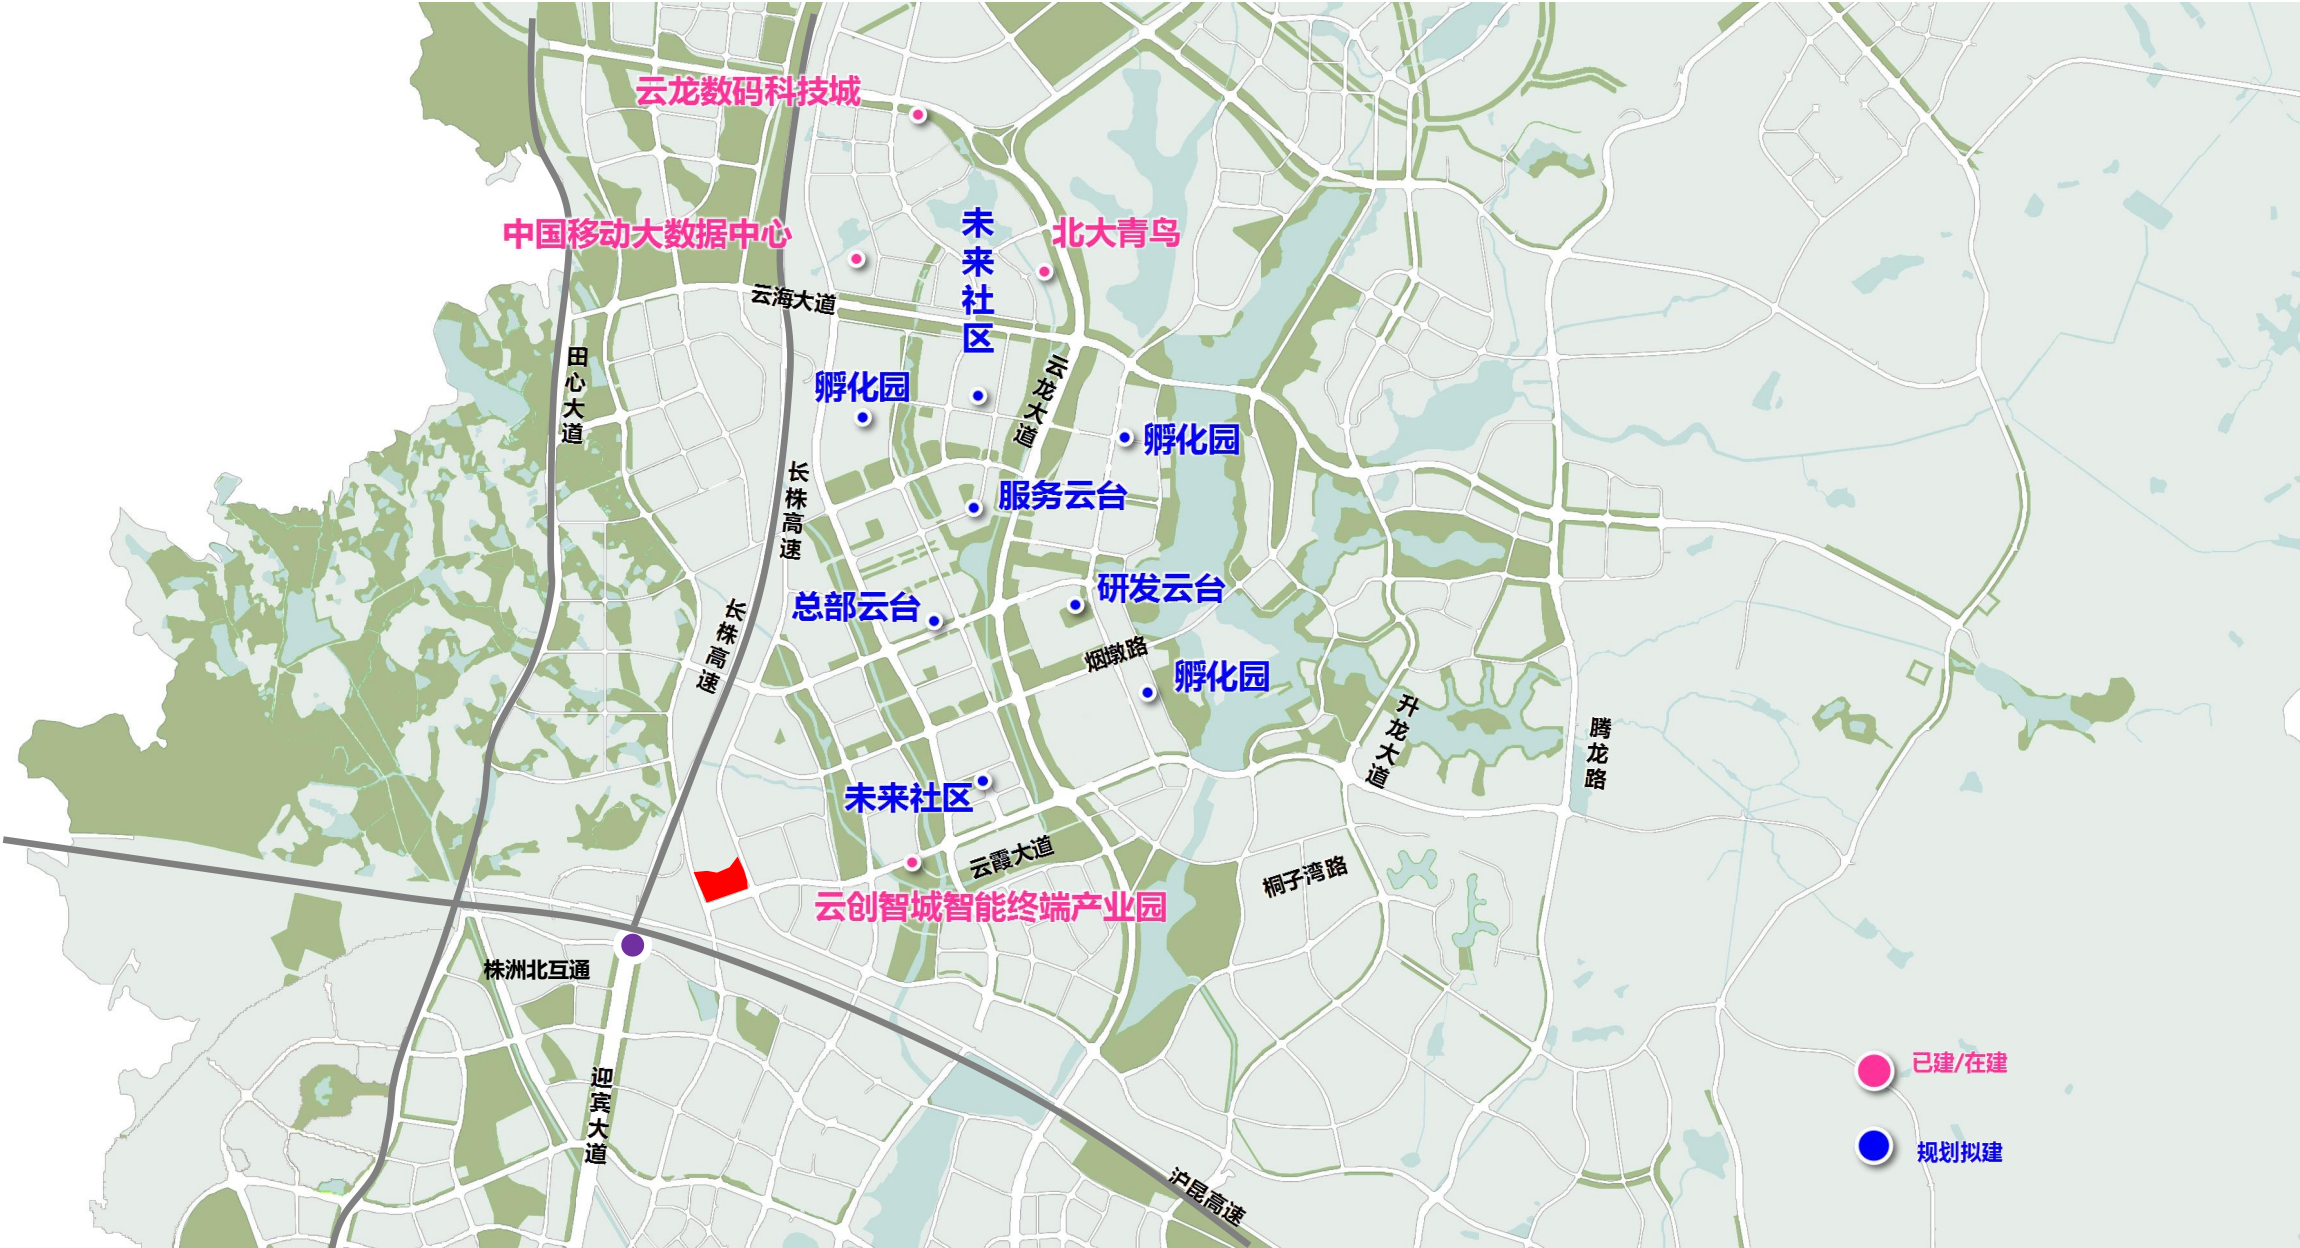 云龙数码科技城
中国移动大数据中心
未来社区
北大青鸟
云海大道
田心大道
云龙大道
孵化园
孵化园
长株高速
服务云台
研发云台
总部云台
长株高速
烟墩路
孵化园
升龙大道
腾龙路
未来社区
云霞大道
桐子湾路
云创智城智能终端产业园
株洲北互通
迎宾大道
已建/在建
规划拟建
沪昆高速